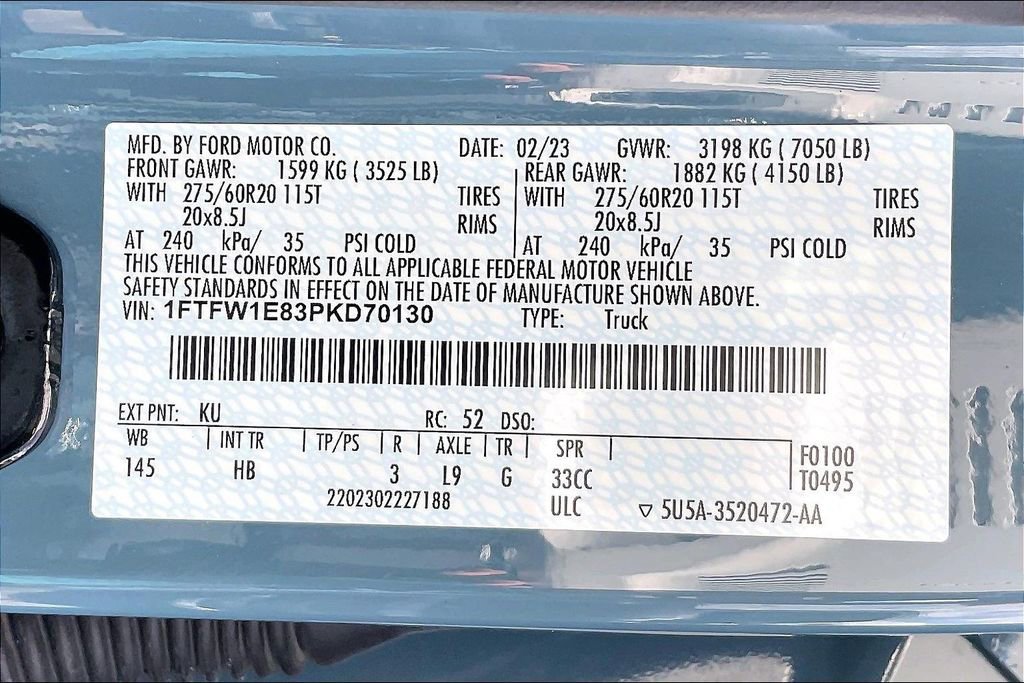 MFD. BY FORD MOTOR CO. DATE: 02/23 GVWR: 3198 KG ( 7050 LB)
FRONT GAWR: 1599 KG ( 3525 LB) REAR GAWR: 1882 KG ( 4150 LB)
WITH 275/60R20 115T TIRES WITH 275/60R20 115T TIRES
20x8.5J RIMS 20x8.5J RIMS
AT 240 kPa/ 35 PSI COLD AT 240 kPa/ 35 PSI COLD
THIS VEHICLE CONFORMS TO ALL APPLICABLE FEDERAL MOTOR VEHICLE
SAFETY STANDARDS IN EFFECT ON THE DATE OF MANUFACTURE SHOWN ABOVE.
VIN: 1FTFW1E83PKD70130 TYPE: Truck
EXT PNT: KU RC: 52 DSO:
WB INT TR TP/PS R AXLE TR SPR F0100
145 HB 3 L9 G 33CC T0495
2202302227188 ULC ▽ 5U5A-3520472-AA